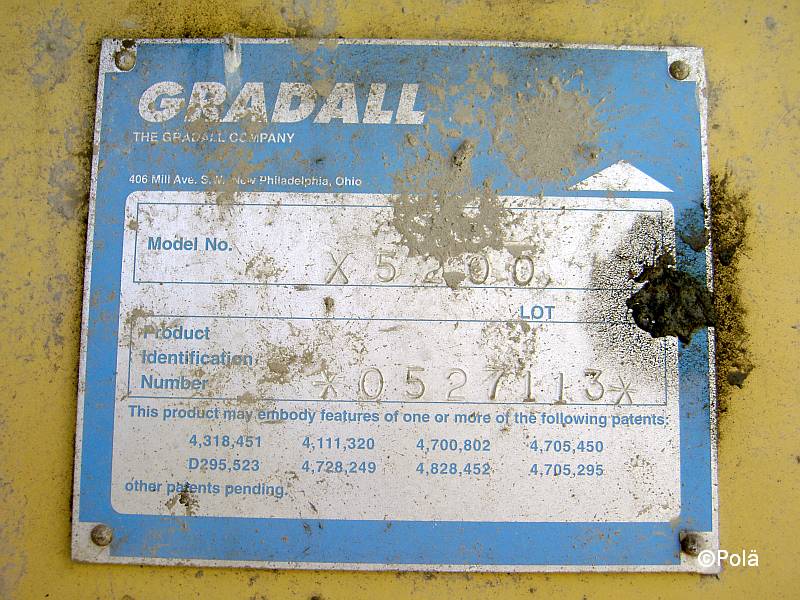 GRADALL
THE GRADALL COMPANY
406 Mill Ave. S.W. New Philadelphia, Ohio
Model No.
X 5200
LOT
Product
Identification
Number
*0527113*
This product may embody features of one or more of the following patents:
4,318,451 4,111,320 4,700,802 4,705,450
D295,523 4,728,249 4,828,452 4,705,295
other patents pending.
©Polä